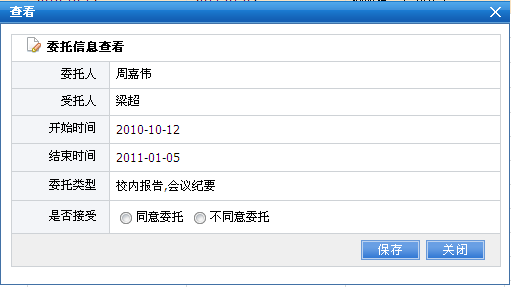 查看
委托信息查看
委托人 周嘉伟
受托人 梁超
开始时间 2010-10-12
结束时间 2011-01-05
委托类型 校内报告,会议纪要
是否接受 同意委托 不同意委托
保存 关闭